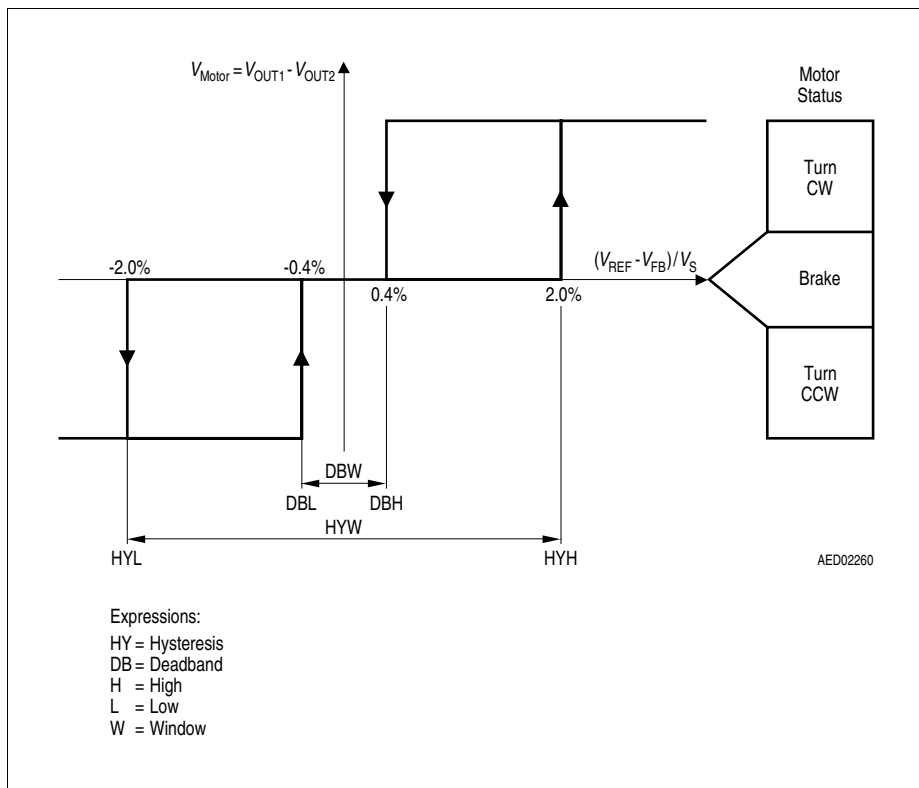 V_Motor = V_OUT1 - V_OUT2
Motor
Status
Turn
CW
-2.0%
-0.4%
(V_REF - V_FB) / V_S
Brake
0.4%
2.0%
Turn
CCW
DBW
DBL
DBH
HYW
HYL
HYH
AED02260
Expressions:
HY = Hysteresis
DB = Deadband
H = High
L = Low
W = Window